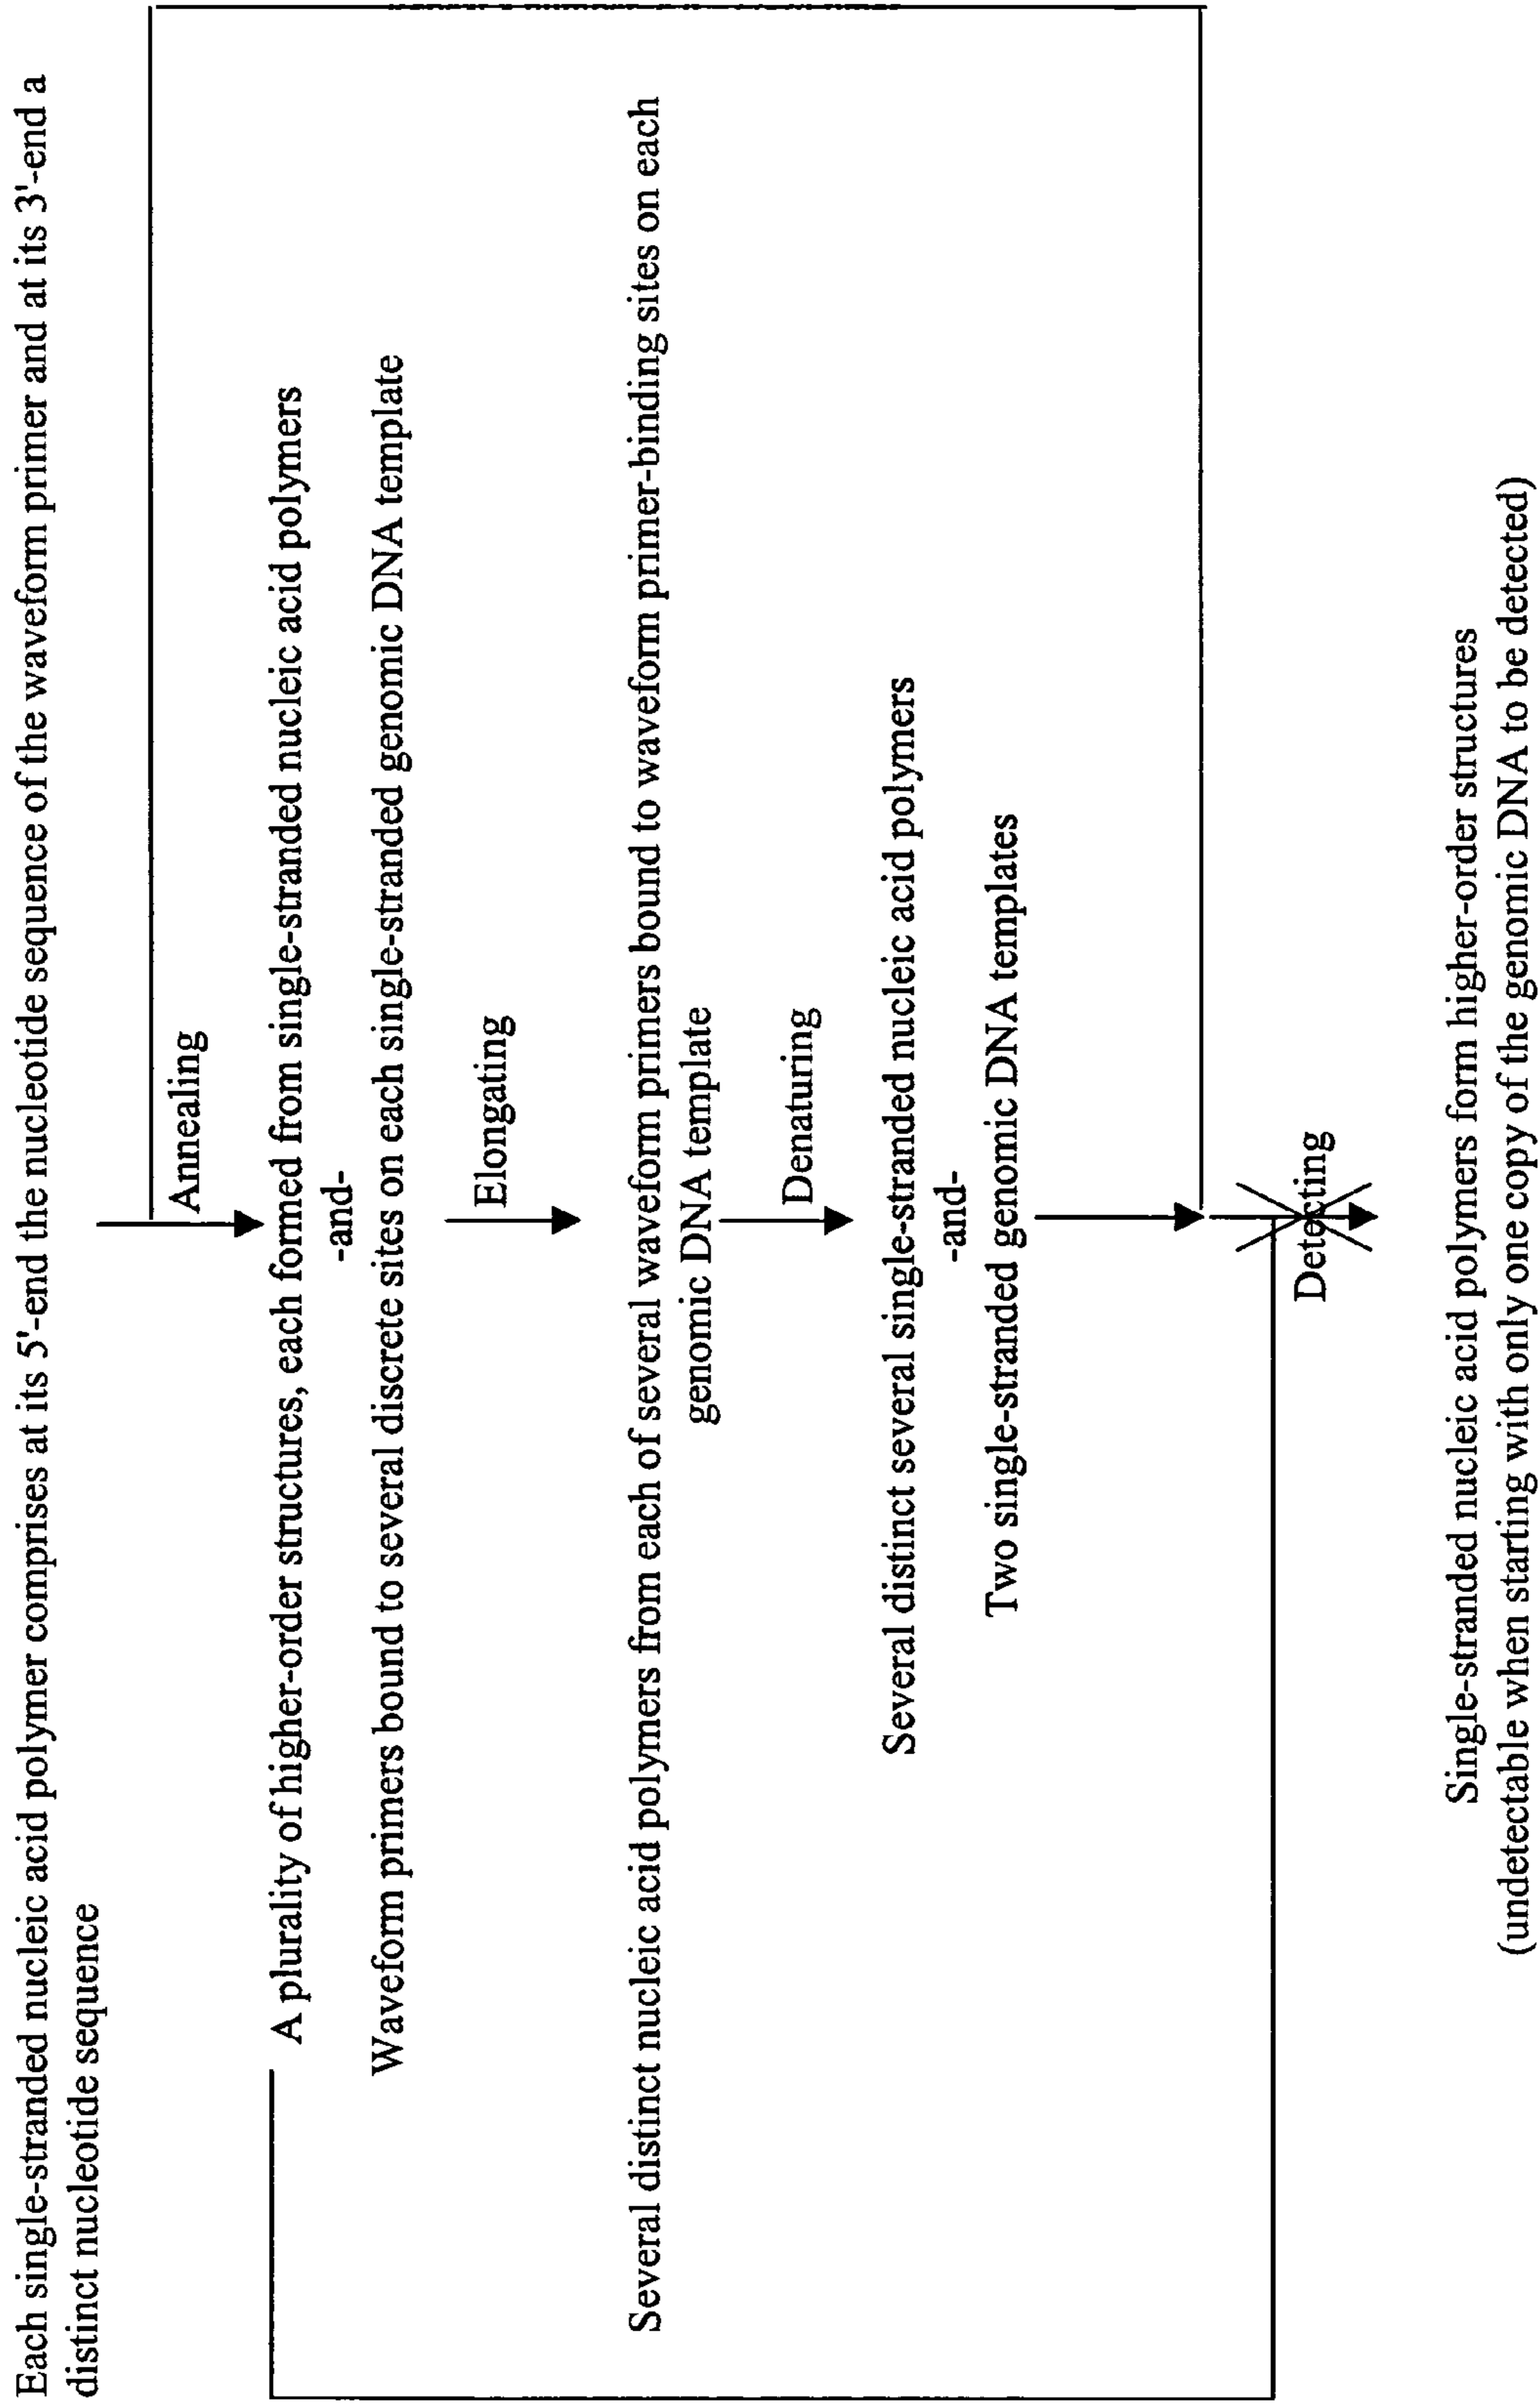 Each single-stranded nucleic acid polymer comprises at its 5'-end the nucleotide sequence of the waveform primer and at its 3'-end a
distinct nucleotide sequence
Annealing
A plurality of higher-order structures, each formed from single-stranded nucleic acid polymers
-and-
Waveform primers bound to several discrete sites on each single-stranded genomic DNA template
Elongating
Several distinct nucleic acid polymers from each of several waveform primers bound to waveform primer-binding sites on each
genomic DNA template
Denaturing
Several distinct several single-stranded nucleic acid polymers
-and-
Two single-stranded genomic DNA templates
Detecting
Single-stranded nucleic acid polymers form higher-order structures
(undetectable when starting with only one copy of the genomic DNA to be detected)